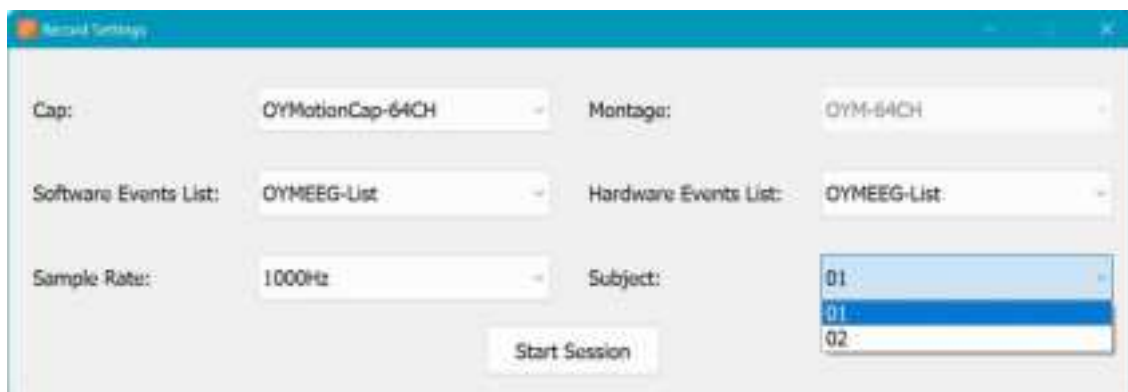 Record Settings
Cap: OYMotionCap-64CH Montage: OYM-64CH
Software Events List: OYMEEG-List Hardware Events List: OYMEEG-List
Sample Rate: 1000Hz Subject: 01
01
02
Start Session